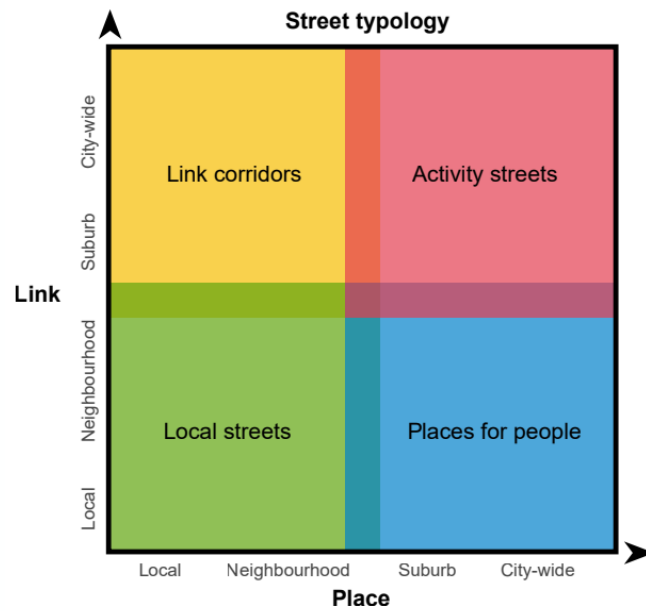 Street typology
City-wide
Suburb
Neighbourhood
Local
Link
Link corridors
Activity streets
Local streets
Places for people
Local
Neighbourhood
Suburb
City-wide
Place